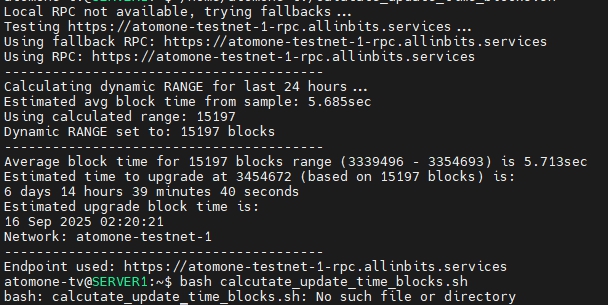 Local RPC not available, trying fallbacks...
Testing https://atomone-testnet-1-rpc.allinbits.services...
Using fallback RPC: https://atomone-testnet-1-rpc.allinbits.services
Using RPC: https://atomone-testnet-1-rpc.allinbits.services
----------------------------------------
Calculating dynamic RANGE for last 24 hours...
Estimated avg block time from sample: 5.685sec
Using calculated range: 15197
Dynamic RANGE set to: 15197 blocks
----------------------------------------
Average block time for 15197 blocks range (3339496 - 3354693) is 5.713sec
Estimated time to upgrade at 3454672 (based on 15197 blocks) is:
6 days 14 hours 39 minutes 40 seconds
Estimated upgrade block time is:
16 Sep 2025 02:20:21
Network: atomone-testnet-1
----------------------------------------
Endpoint used: https://atomone-testnet-1-rpc.allinbits.services
atomone-tv@SERVER1:~$ bash calcutate_update_time_blocks.sh
bash: calcutate_update_time_blocks.sh: No such file or directory